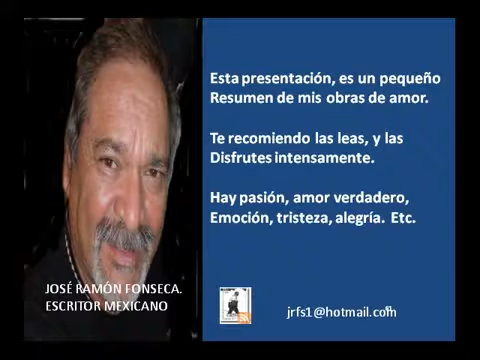 Esta presentación, es un pequeño
Resumen de mis obras de amor.
Te recomiendo las leas, y las
Disfrutes intensamente.
Hay pasión, amor verdadero,
Emoción, tristeza, alegría. Etc.
JOSÉ RAMÓN FONSECA.
ESCRITOR MEXICANO
jrfs1@hotmail.com